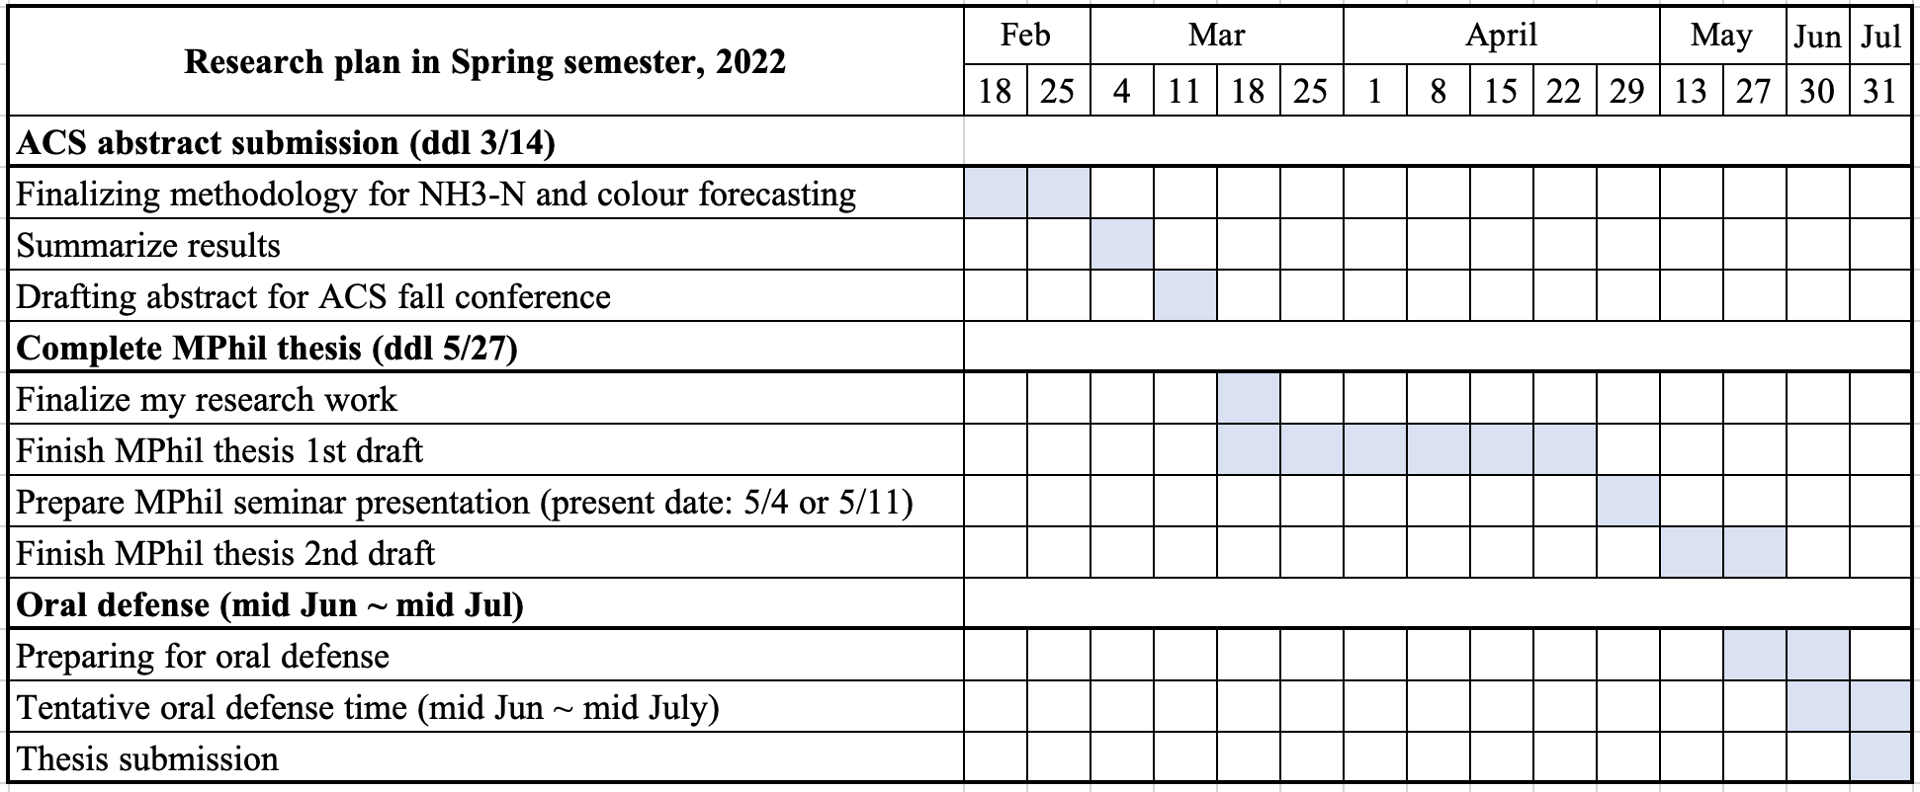 Research plan in Spring semester, 2022
Feb Mar April May Jun Jul
18 25 4 11 18 25 1 8 15 22 29 13 27 30 31
ACS abstract submission (ddl 3/14)
Finalizing methodology for NH3-N and colour forecasting
Summarize results
Drafting abstract for ACS fall conference
Complete MPhil thesis (ddl 5/27)
Finalize my research work
Finish MPhil thesis 1st draft
Prepare MPhil seminar presentation (present date: 5/4 or 5/11)
Finish MPhil thesis 2nd draft
Oral defense (mid Jun ~ mid Jul)
Preparing for oral defense
Tentative oral defense time (mid Jun ~ mid July)
Thesis submission